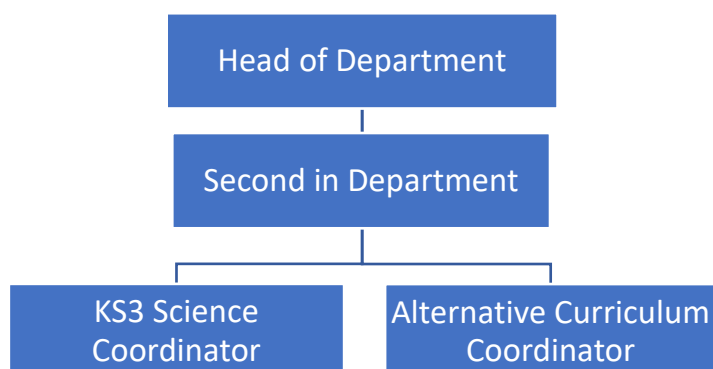 Head of Department
Second in Department
KS3 Science
Coordinator
Alternative Curriculum
Coordinator